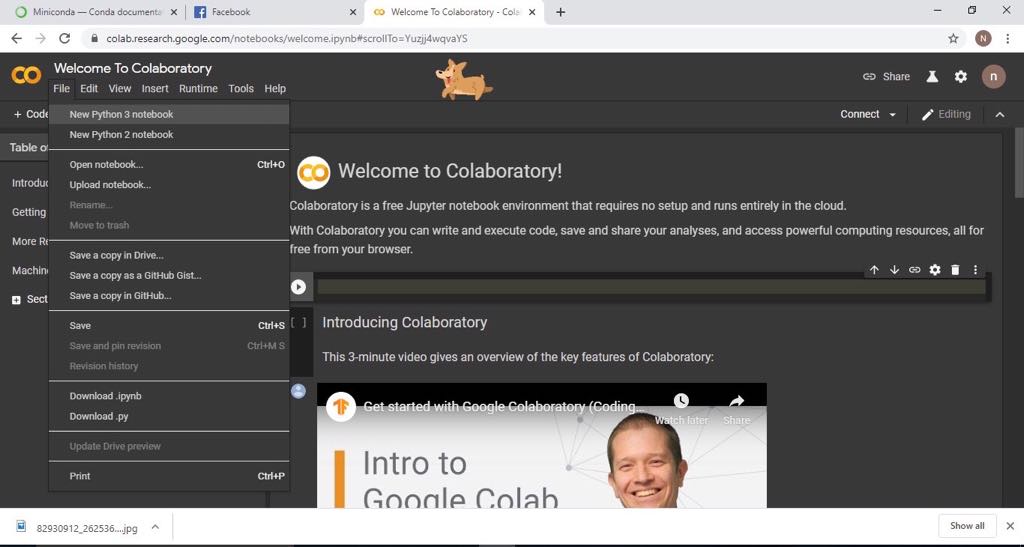 Miniconda — Conda documenta
Facebook
Welcome To Colaboratory - Cola
colab.research.google.com/notebooks/welcome.ipynb#scrollTo=Yuzjj4wqvaYS
N
Welcome To Colaboratory
Share
n
File Edit View Insert Runtime Tools Help
+ Code
Connect
Editing
New Python 3 notebook
New Python 2 notebook
Open notebook... Ctrl+O
Upload notebook...
Rename...
Move to trash
Save a copy in Drive...
Save a copy as a GitHub Gist...
Save a copy in GitHub...
Save Ctrl+S
Save and pin revision Ctrl+M S
Revision history
Download .ipynb
Download .py
Update Drive preview
Print Ctrl+P
Table of
Introduc
Getting
More Re
Machin
Sect
Welcome to Colaboratory!
Colaboratory is a free Jupyter notebook environment that requires no setup and runs entirely in the cloud.
With Colaboratory you can write and execute code, save and share your analyses, and access powerful computing resources, all for
free from your browser.
[ ]
Introducing Colaboratory
This 3-minute video gives an overview of the key features of Colaboratory:
Get started with Google Colaboratory (Coding...
Watch later Share
Intro to
Google Colab
82930912_262536....jpg
Show all